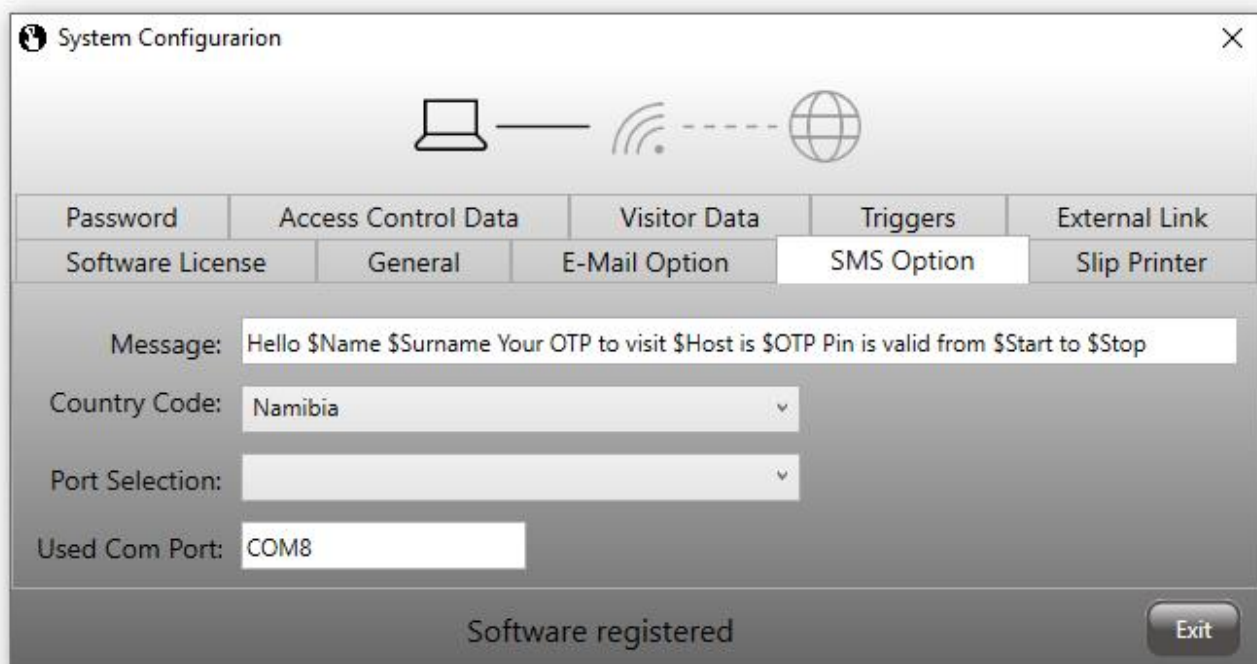 System Configurarion
Password Access Control Data Visitor Data Triggers External Link
Software License General E-Mail Option SMS Option Slip Printer
Message: Hello $Name $Surname Your OTP to visit $Host is $OTP Pin is valid from $Start to $Stop
Country Code: Namibia
Port Selection:
Used Com Port: COM8
Software registered Exit